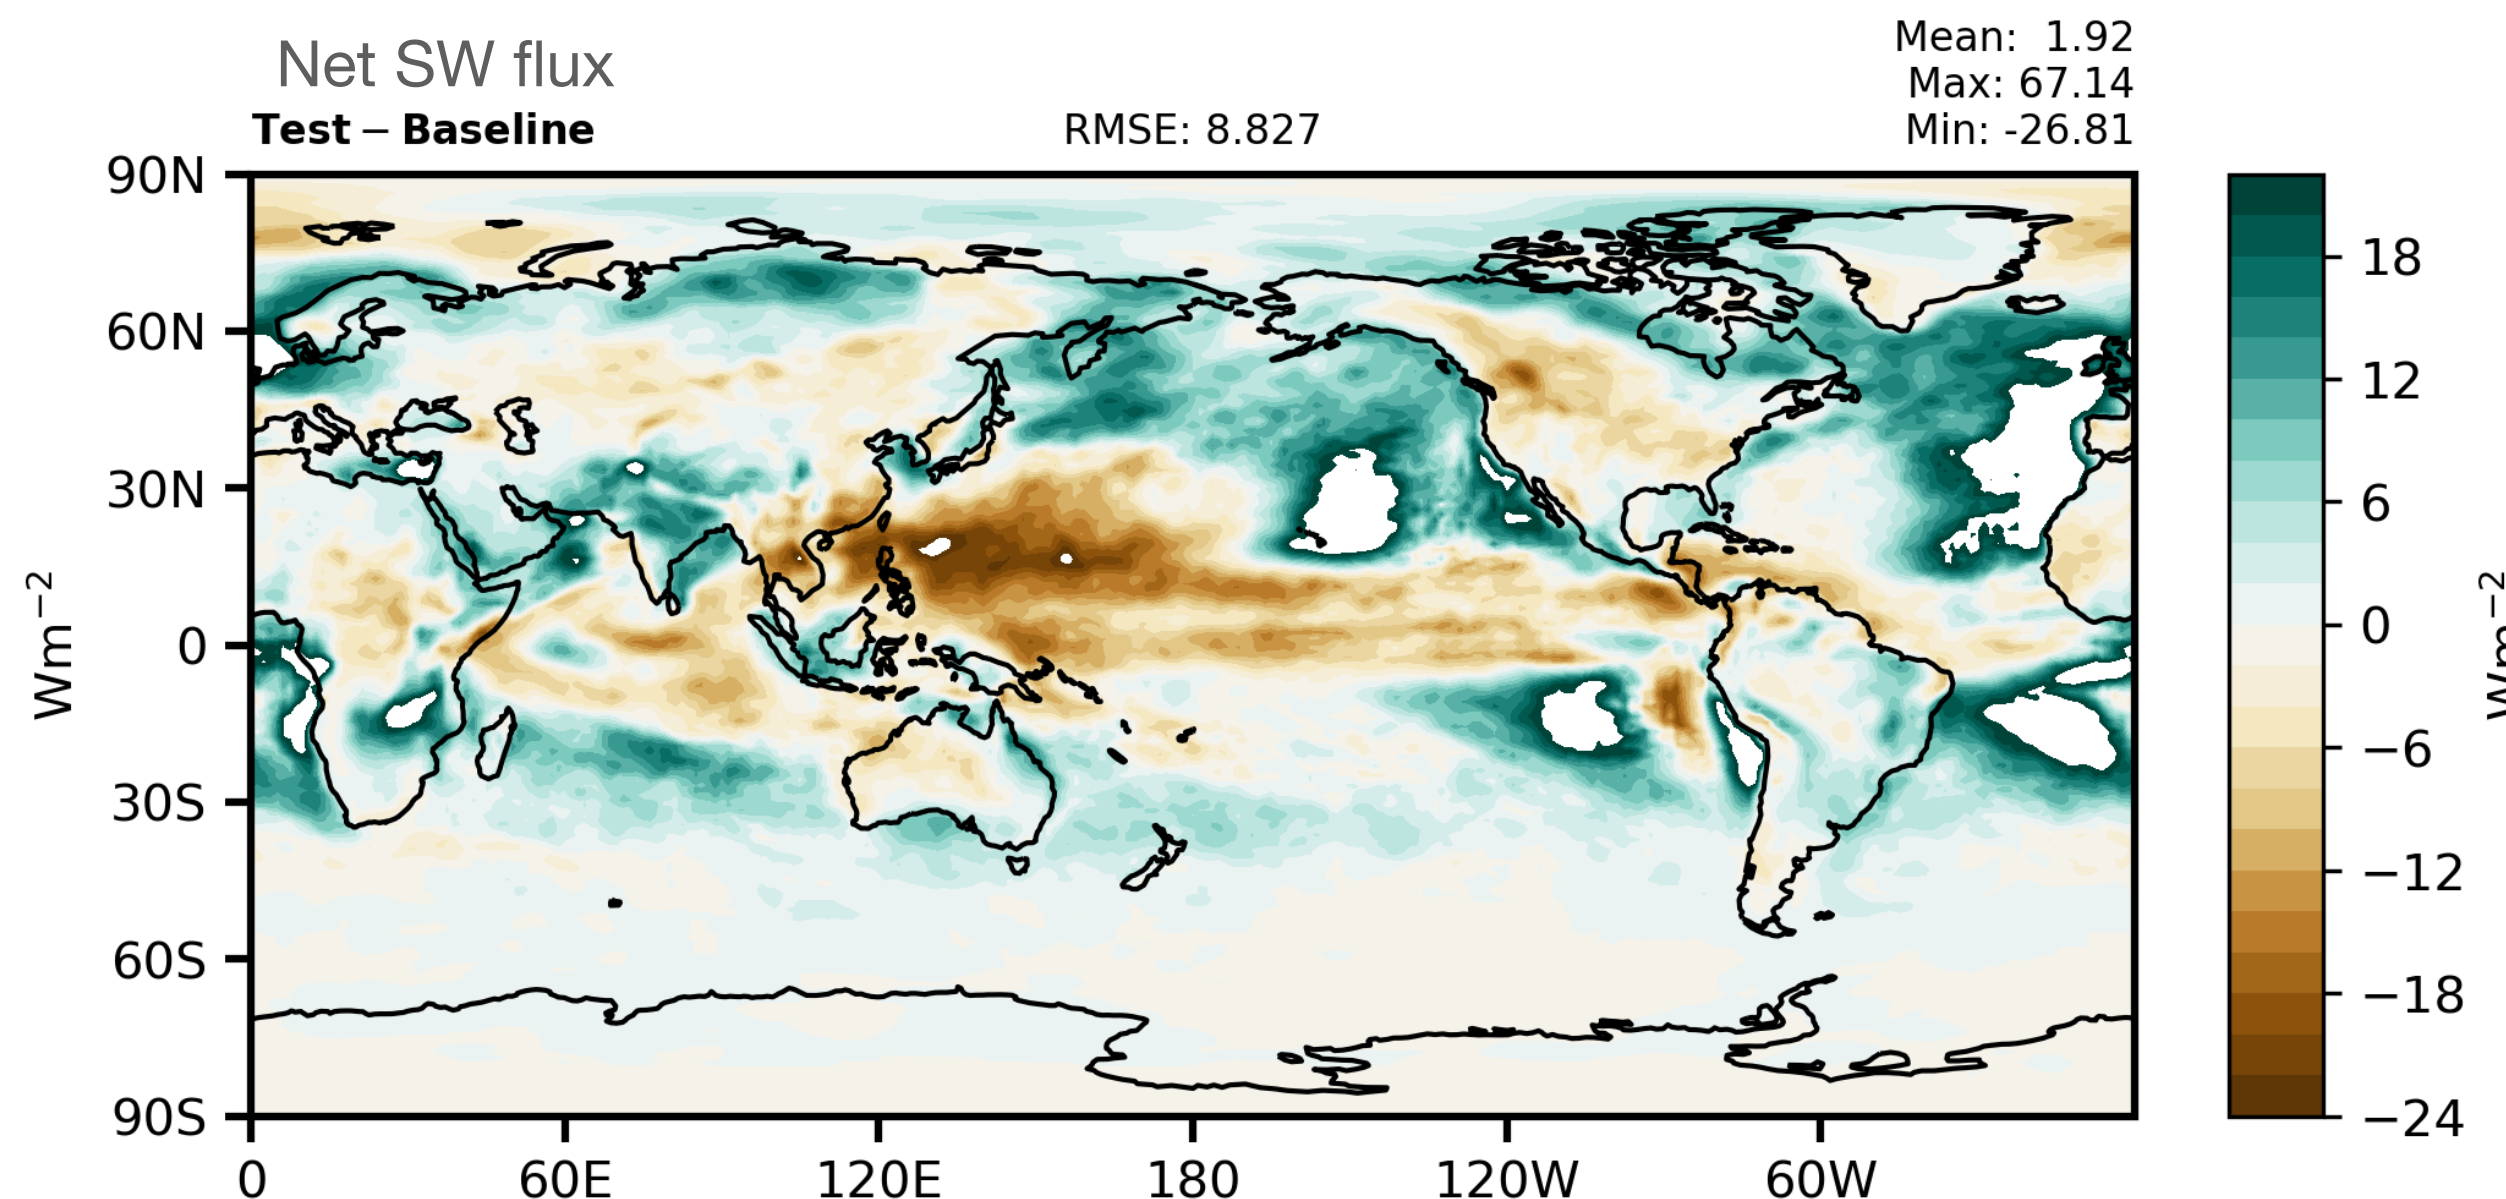 Net SW flux
Mean: 1.92
Max: 67.14
Test – Baseline RMSE: 8.827 Min: -26.81
90N
60N
30N
0
30S
60S
90S
0 60E 120E 180 120W 60W
Wm⁻²
18
12
6
0
−6
−12
−18
−24